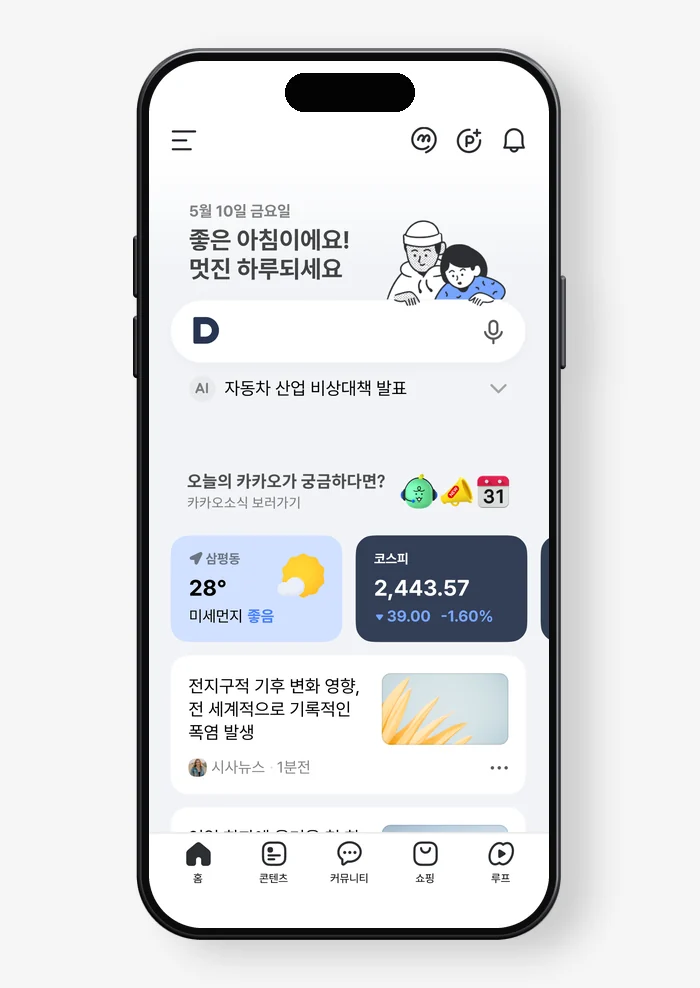 5월 10일 금요일
좋은 아침이에요!
멋진 하루되세요
D
AI 자동차 산업 비상대책 발표
오늘의 카카오가 궁금하다면?
카카오소식 보러가기
31
삼평동
28°
미세먼지 좋음
코스피
2,443.57
39.00 -1.60%
전지구적 기후 변화 영향,
전 세계적으로 기록적인
폭염 발생
시사뉴스 · 1분전
홈
콘텐츠
커뮤니티
쇼핑
루프